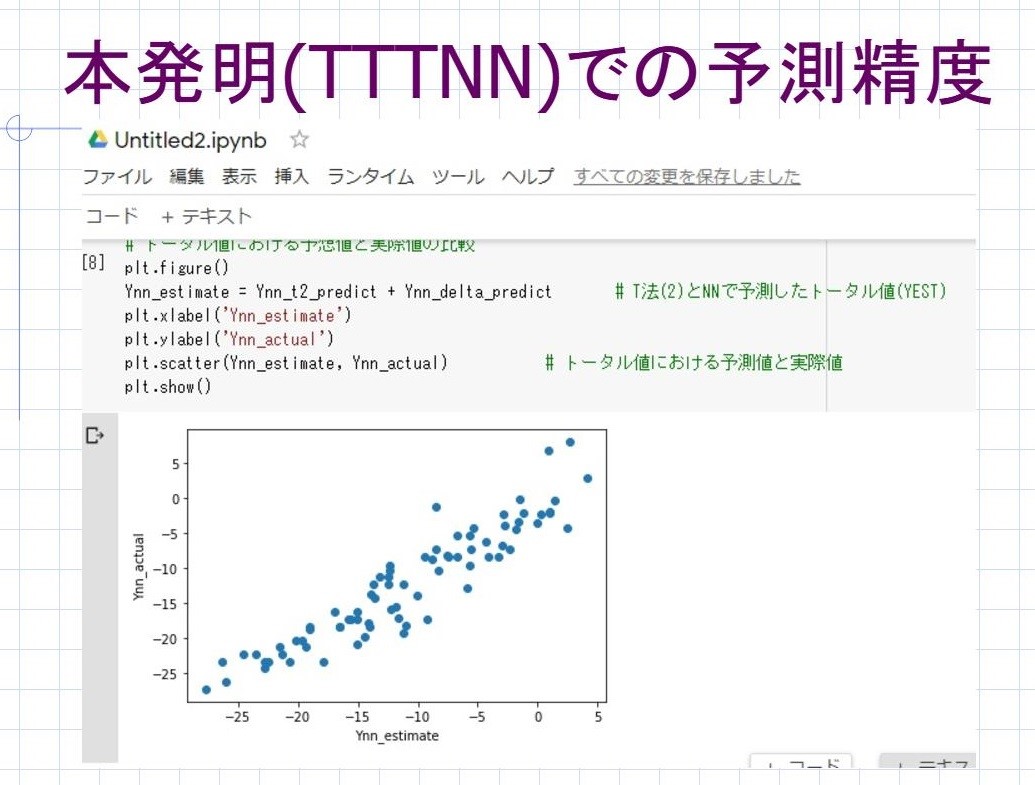 本発明(TTTNN)での予測精度
Untitled2.ipynb
ファイル 編集 表示 挿入 ランタイム ツール ヘルプ すべての変更を保存しました
コード + テキスト
# トータル値における予想値と実際値の比較
[8]
plt.figure()
Ynn_estimate = Ynn_t2_predict + Ynn_delta_predict # T法(2)とNNで予測したトータル値(YEST)
plt.xlabel('Ynn_estimate')
plt.ylabel('Ynn_actual')
plt.scatter(Ynn_estimate, Ynn_actual) # トータル値における予測値と実際値
plt.show()
5
0
−5
−10
−15
−20
−25
Ynn_actual
−25 −20 −15 −10 −5 0 5
Ynn_estimate
+ コード + テキス